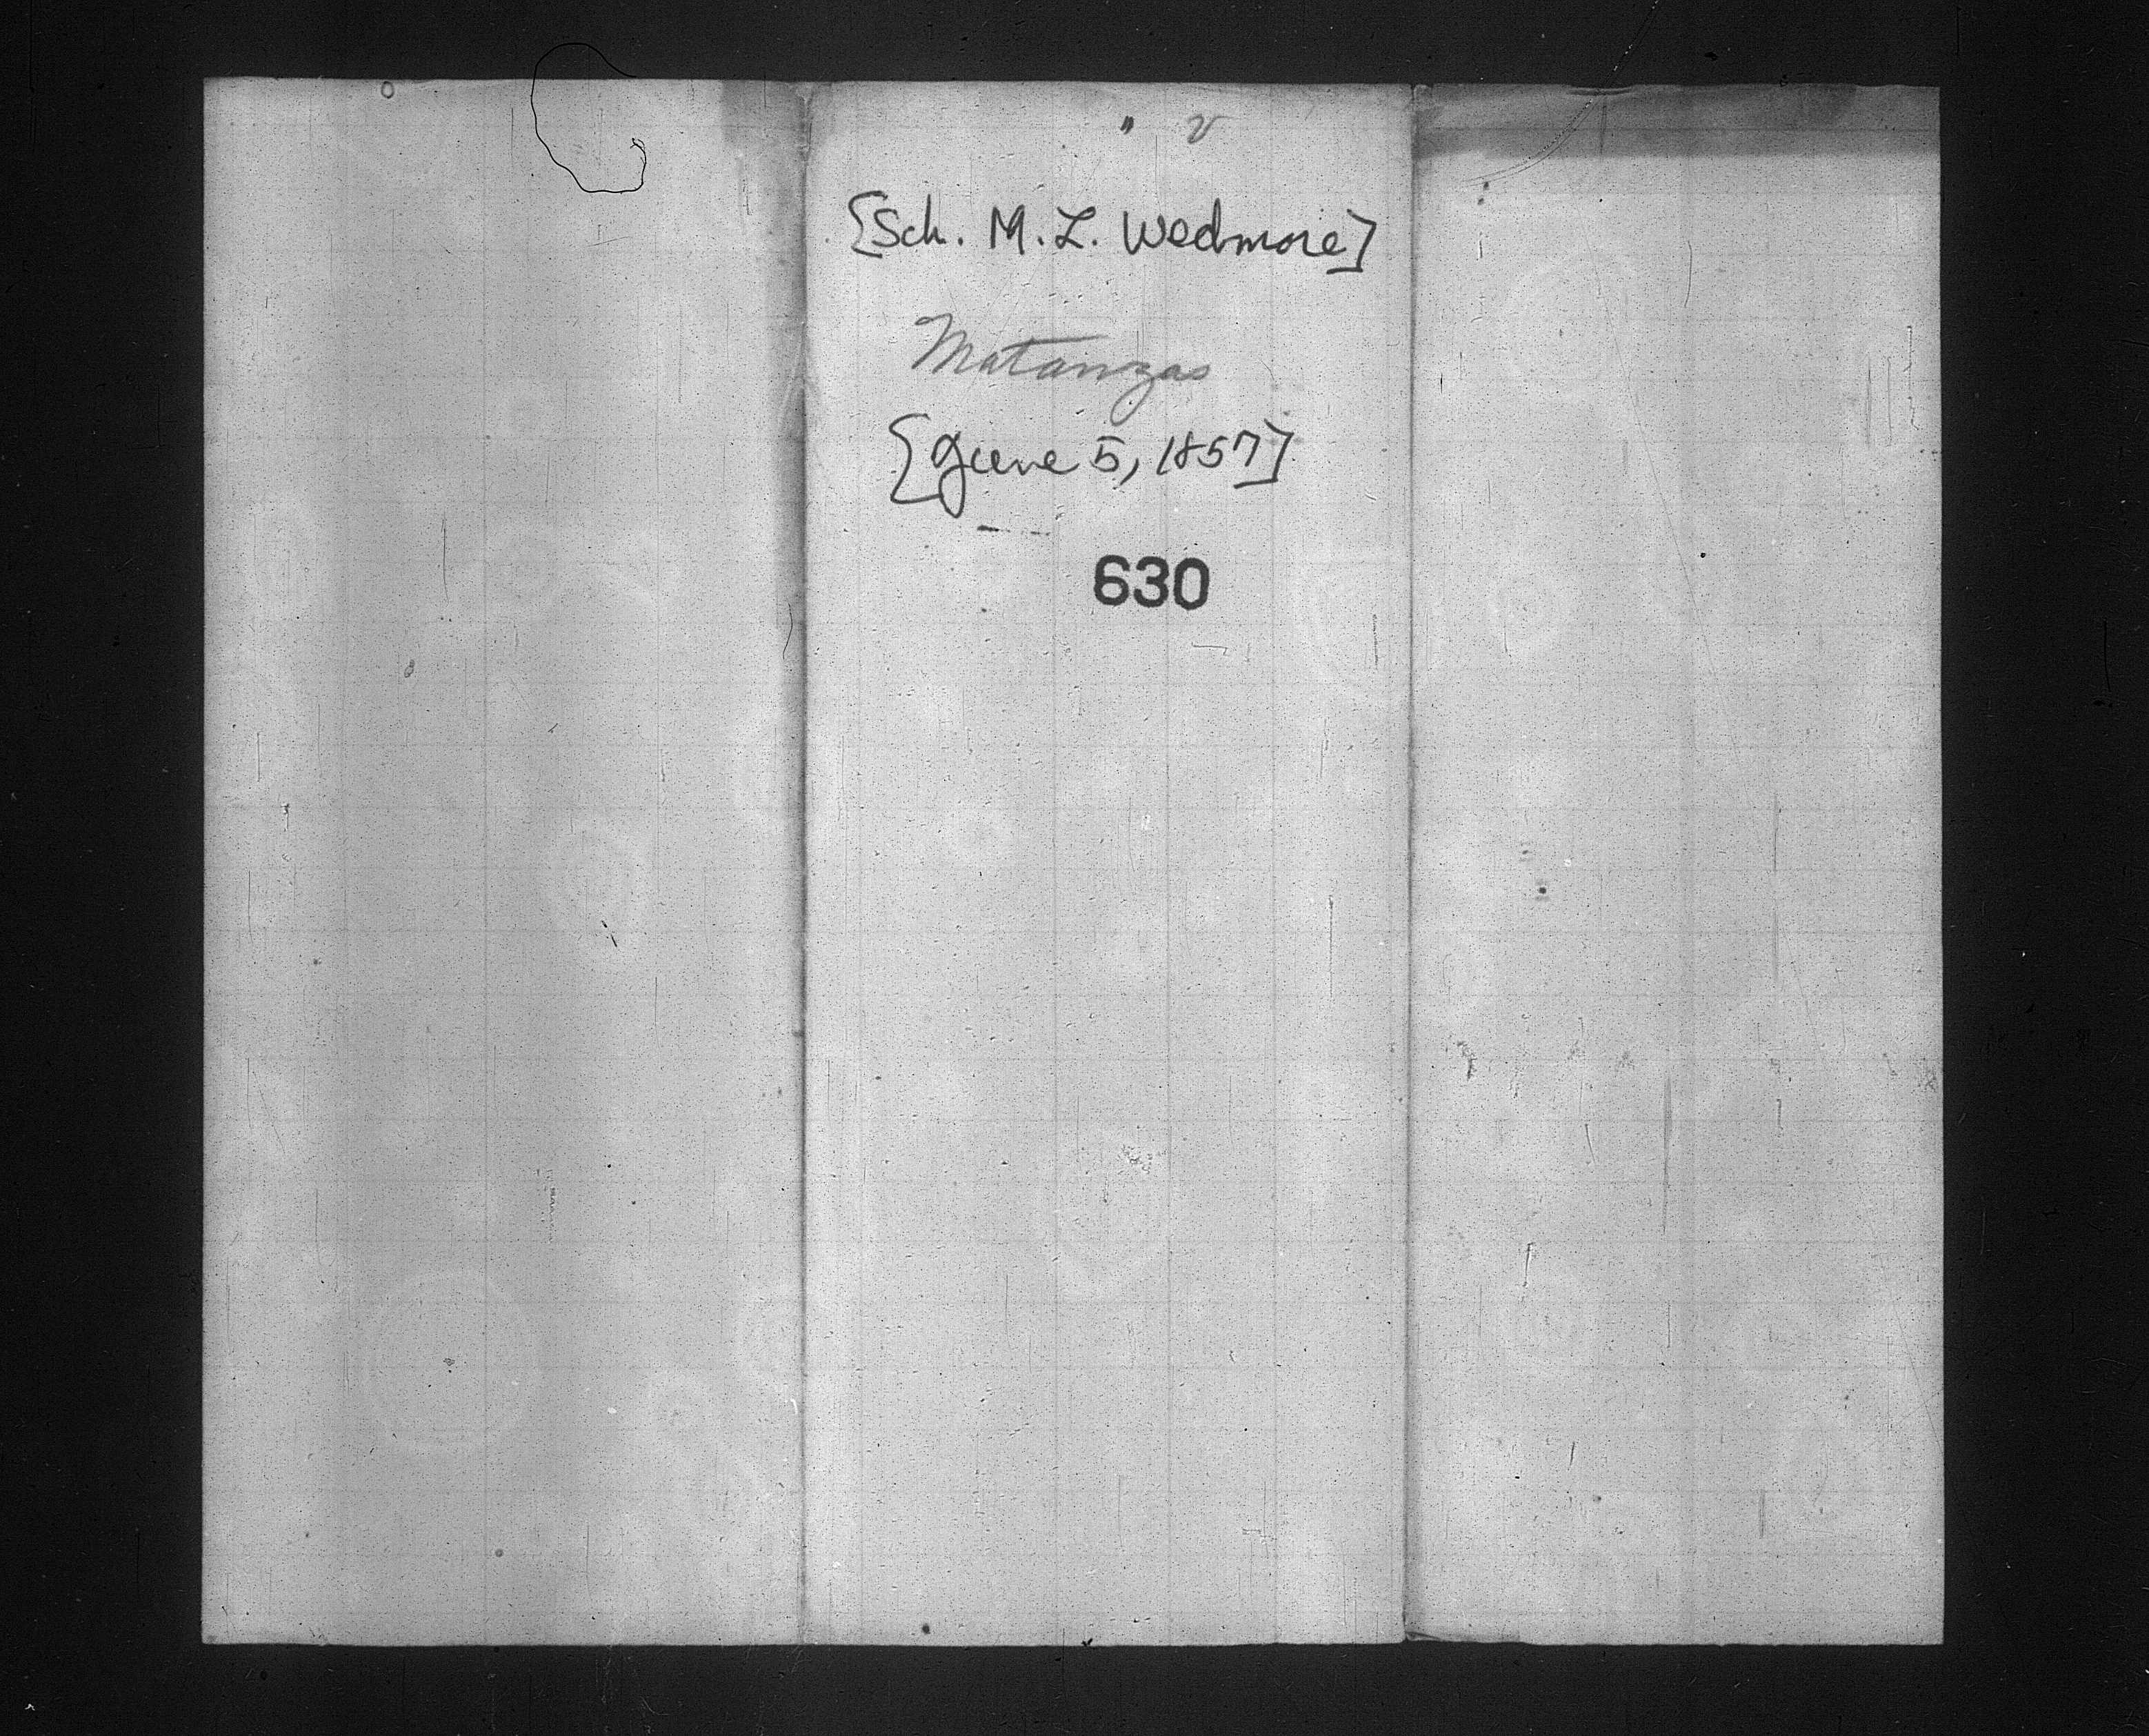 " v
[Sch. M. L. Wedmore]
Matanzas
[June 5, 1857]
630